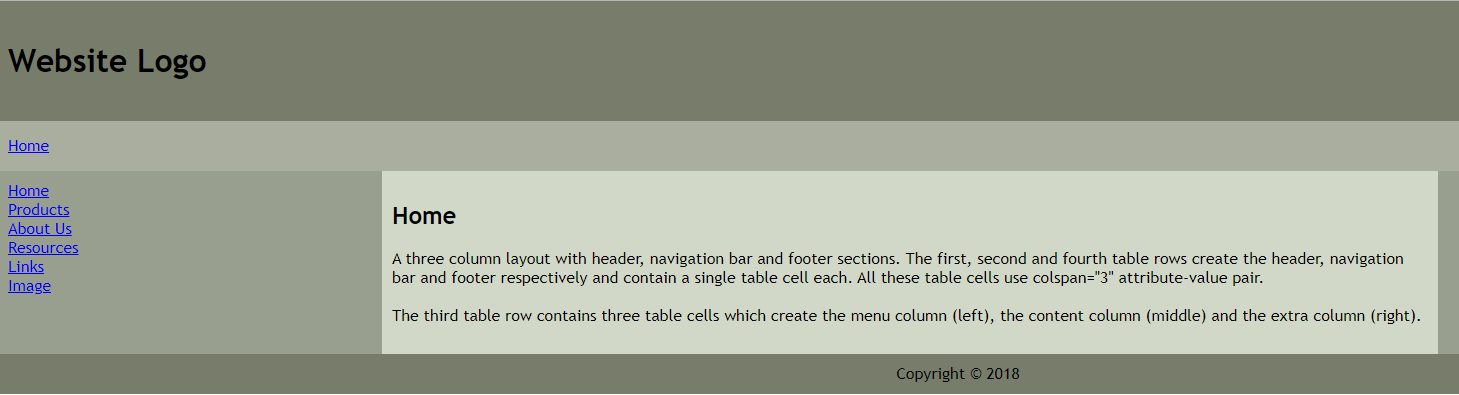 Website Logo
Home
Home
Products
About Us
Resources
Links
Image
Home
A three column layout with header, navigation bar and footer sections. The first, second and fourth table rows create the header, navigation
bar and footer respectively and contain a single table cell each. All these table cells use colspan="3" attribute-value pair.
The third table row contains three table cells which create the menu column (left), the content column (middle) and the extra column (right).
Copyright © 2018